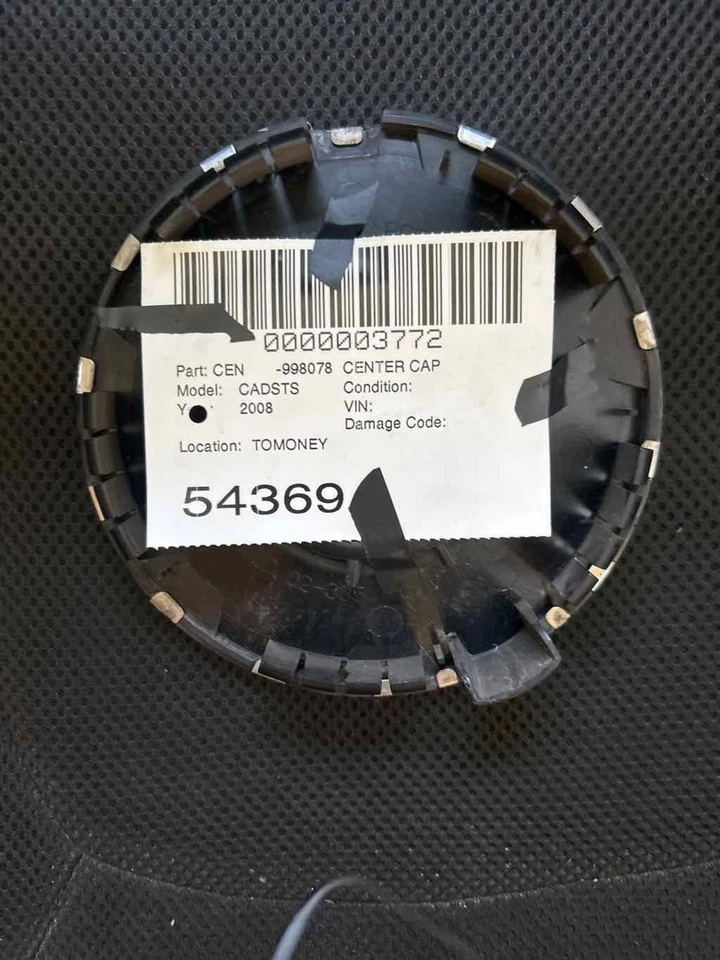 0000003772
Part: CEN -998078 CENTER CAP
Model: CADSTS Condition:
2008 VIN:
Damage Code:
Location: TOMONEY
54369